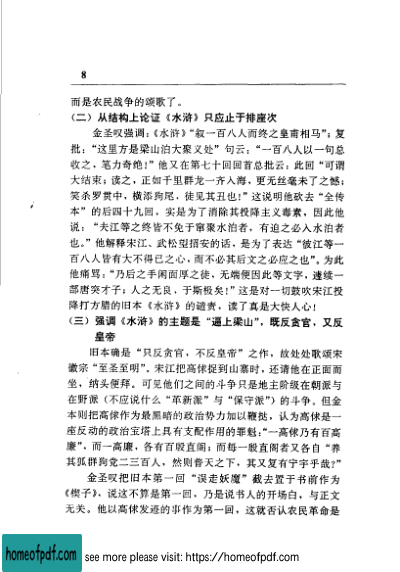 8
而是农民战争的颂歌了。
(二)从结构上论证《水浒》只应止于排座次
金圣叹强调:《水浒》“叙一百八人而终之皇甫相马”;复
批:“这里方是梁山泊大聚义处”句云:“一百八人以一句总
收之,笔力奇绝!”他又在第七十回回首总批云:此回“可谓
大结束;读之,正如千里群龙一齐入海,更无丝毫未了之憾;
笑杀罗贯中,横添狗尾,徒见其丑也!”这说明他砍去“全传
本”的后四十九回,实是为了消除其投降主义毒素,因此他
说:“夫江等之终皆不免于窜聚水泊者,有迫之必入水泊者
也。”他解释宋江、武松望招安的话,是为了表达“彼江等一
百八人皆有大不得已之心,而不必其后文之必应之也”。为此
他痛骂:“乃后之手闲面厚之徒,无端便因此等文字,遽续一
部唐突才子;人之无良,于斯极矣!”这是对一切鼓吹宋江投
降打方腊的旧本《水浒》的谴责,读了真是大快人心!
(三)强调《水浒》的主题是“逼上梁山”,既反贪官,又反
皇帝
旧本确是“只反贪官,不反皇帝”之作,故处处歌颂宋
徽宗“至圣至明”。宋江把高俅捉到山寨时,还请他在正面而
坐,纳头便拜。可见他们之间的斗争只是地主阶级在朝派与
在野派(不应说什么“革新派”与“保守派”)的斗争。但金
本则把高俅作为最黑暗的政治势力加以鞭挞,认为高俅是一
座反动的政治宝塔上具有支配作用的罪魁:“一高俅乃有百高
廉”,而一高廉,各有百殷直阁;而每一殷直阁者又各自“养
其狐群狗党二三百人,然则普天之下,其又复有宁宇乎哉?”
金圣叹把旧本第一回“误走妖魔”截去置于书前作为
《楔子》,说这不算是第一回,乃是说书人的开场白,与正文
无关。他以高俅发迹的事作为第一回,这就否认农民革命是
homeofpdf.com
see more please visit: https://homeofpdf.com